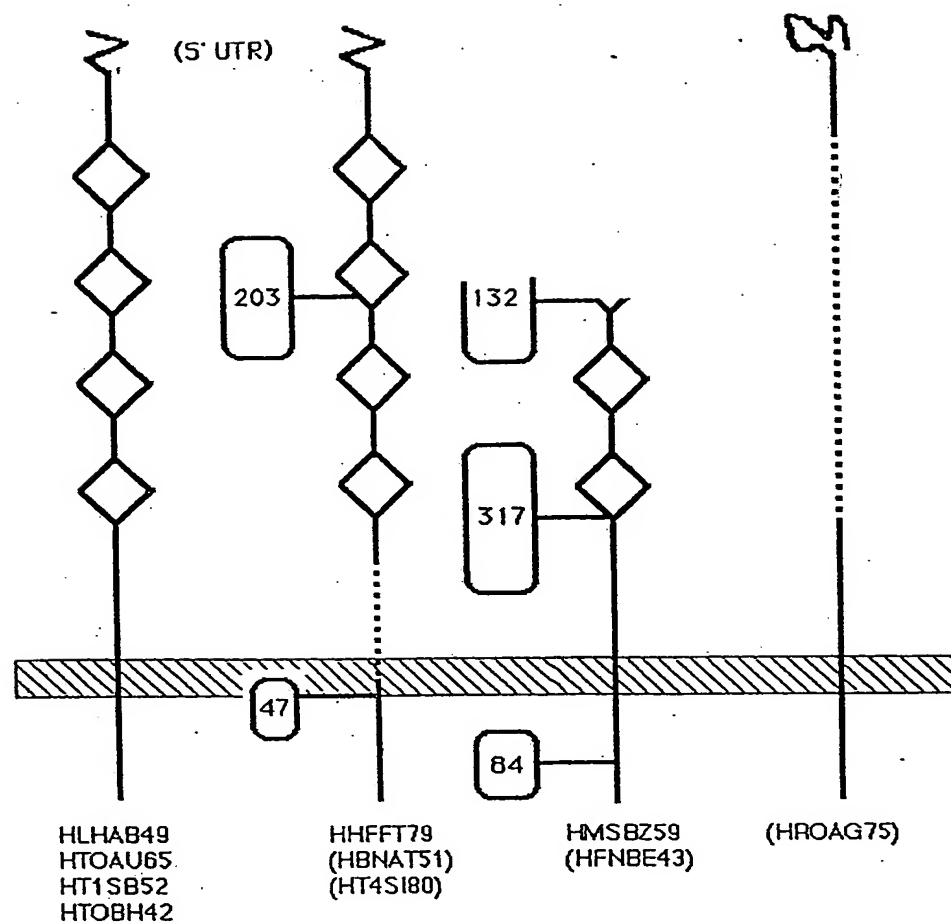 (5' UTR)
203
132
317
47
84
HLHAB49
HTOAU65
HT1SB52
HTOBH42
HHFFT79
(HBNAT51)
(HT4SI80)
HMSBZ59
(HFNBE43)
(HROAG75)